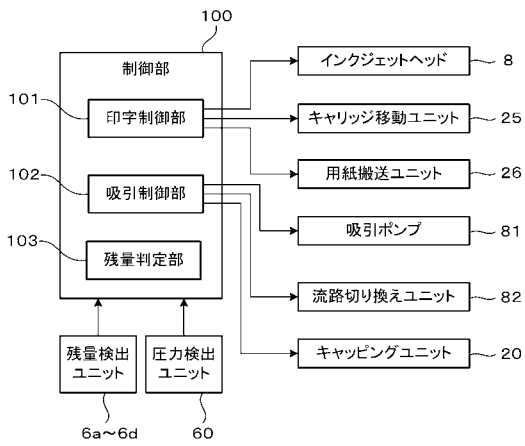 100
制御部
101
印字制御部
102
吸引制御部
103
残量判定部
インクジェットヘッド
8
キャリッジ移動ユニット
25
用紙搬送ユニット
26
吸引ポンプ
81
流路切り換えユニット
82
キャッピングユニット
20
残量検出
ユニット
6a〜6d
圧力検出
ユニット
60